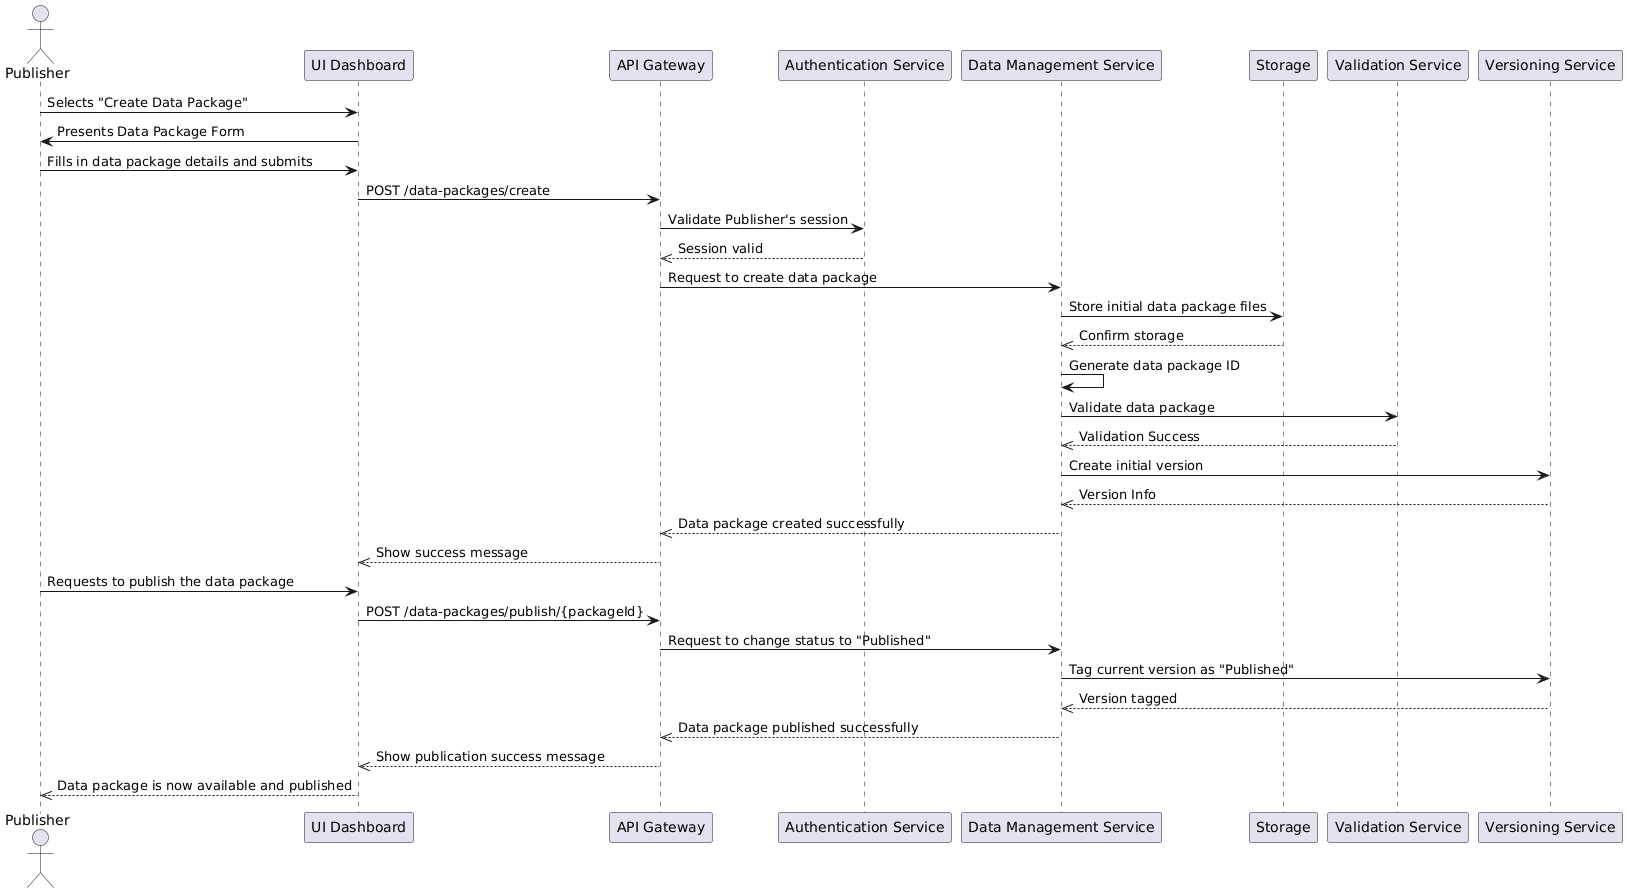 Publisher
UI Dashboard
API Gateway
Authentication Service
Data Management Service
Storage
Validation Service
Versioning Service
Selects "Create Data Package"
Presents Data Package Form
Fills in data package details and submits
POST /data-packages/create
Validate Publisher's session
Session valid
Request to create data package
Store initial data package files
Confirm storage
Generate data package ID
Validate data package
Validation Success
Create initial version
Version Info
Data package created successfully
Show success message
Requests to publish the data package
POST /data-packages/publish/{packageId}
Request to change status to "Published"
Tag current version as "Published"
Version tagged
Data package published successfully
Show publication success message
Data package is now available and published
Publisher
UI Dashboard
API Gateway
Authentication Service
Data Management Service
Storage
Validation Service
Versioning Service